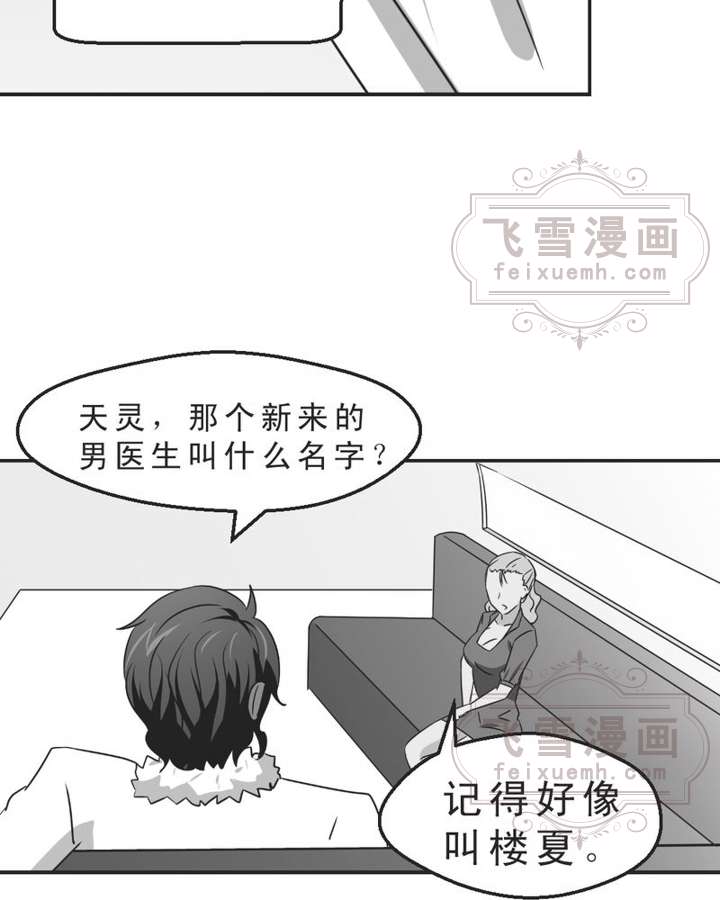 飞雪漫画
feixuemh.com
天灵，那个新来的
男医生叫什么名字？
飞雪漫画
feixuemh.com
记得好像
叫楼夏。